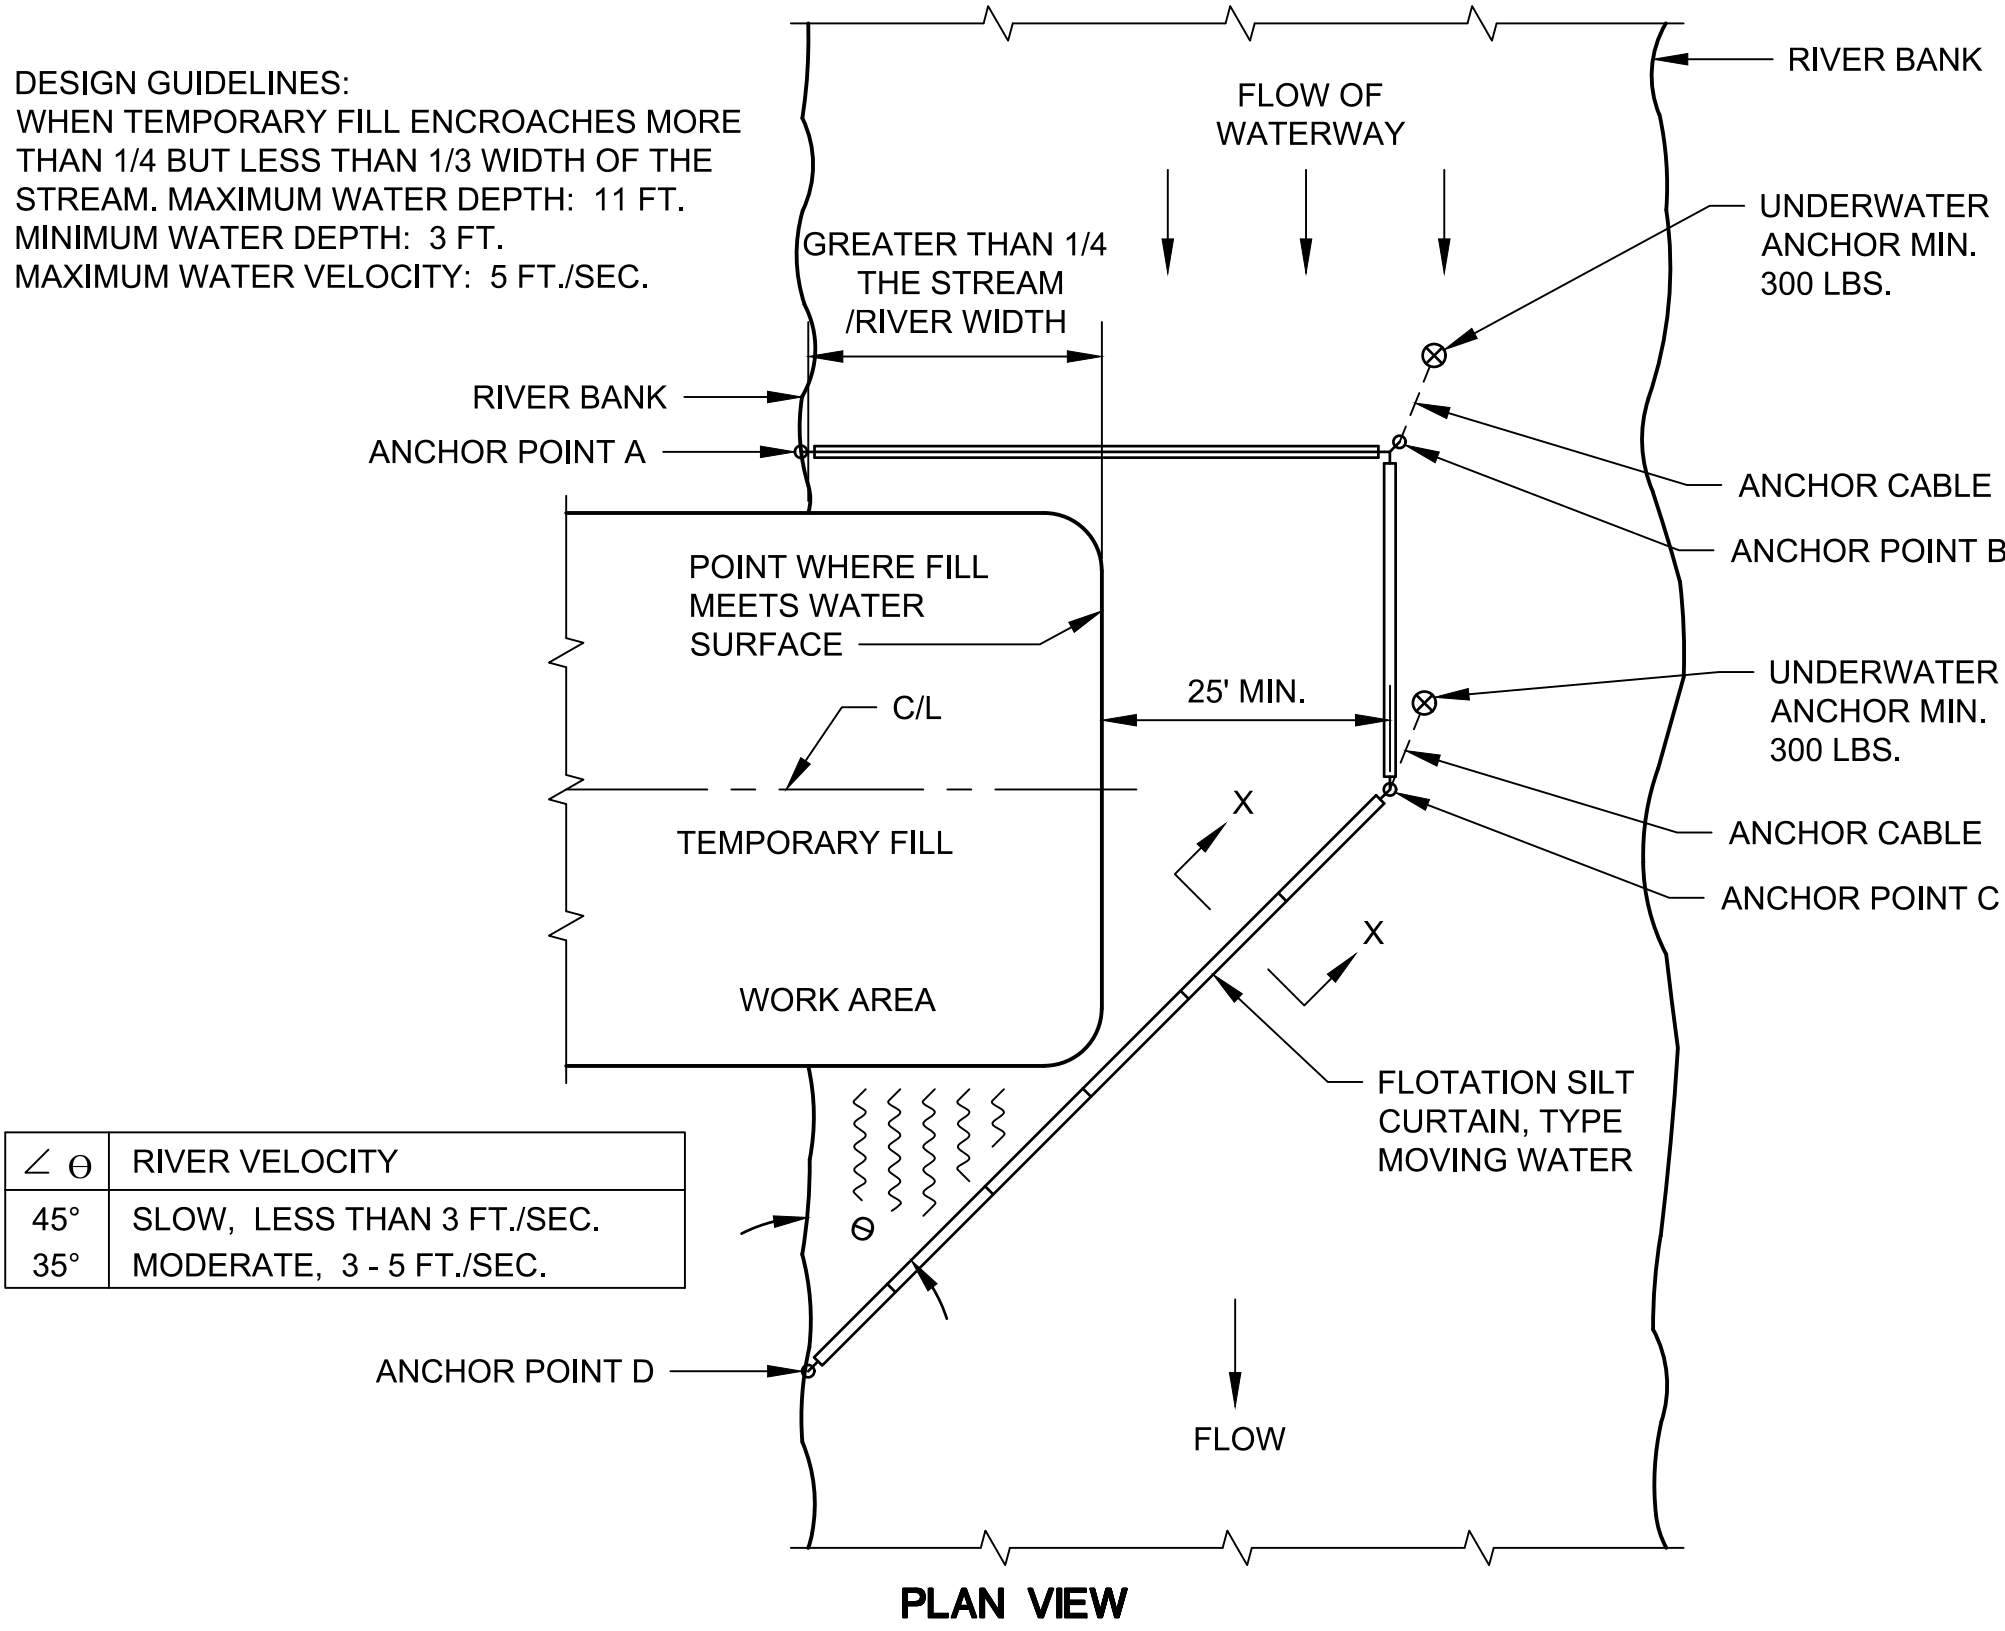 DESIGN GUIDELINES:
WHEN TEMPORARY FILL ENCROACHES MORE
THAN 1/4 BUT LESS THAN 1/3 WIDTH OF THE
STREAM. MAXIMUM WATER DEPTH: 11 FT.
MINIMUM WATER DEPTH: 3 FT.
MAXIMUM WATER VELOCITY: 5 FT./SEC.
FLOW OF
WATERWAY
RIVER BANK
UNDERWATER
ANCHOR MIN.
300 LBS.
GREATER THAN 1/4
THE STREAM
/RIVER WIDTH
RIVER BANK
ANCHOR POINT A
ANCHOR CABLE
ANCHOR POINT B
POINT WHERE FILL
MEETS WATER
SURFACE
C/L
25' MIN.
UNDERWATER
ANCHOR MIN.
300 LBS.
TEMPORARY FILL
X
ANCHOR CABLE
ANCHOR POINT C
X
WORK AREA
FLOTATION SILT
CURTAIN, TYPE
MOVING WATER
∠ Θ RIVER VELOCITY
45° SLOW, LESS THAN 3 FT./SEC.
35° MODERATE, 3 - 5 FT./SEC.
Θ
ANCHOR POINT D
FLOW
PLAN VIEW